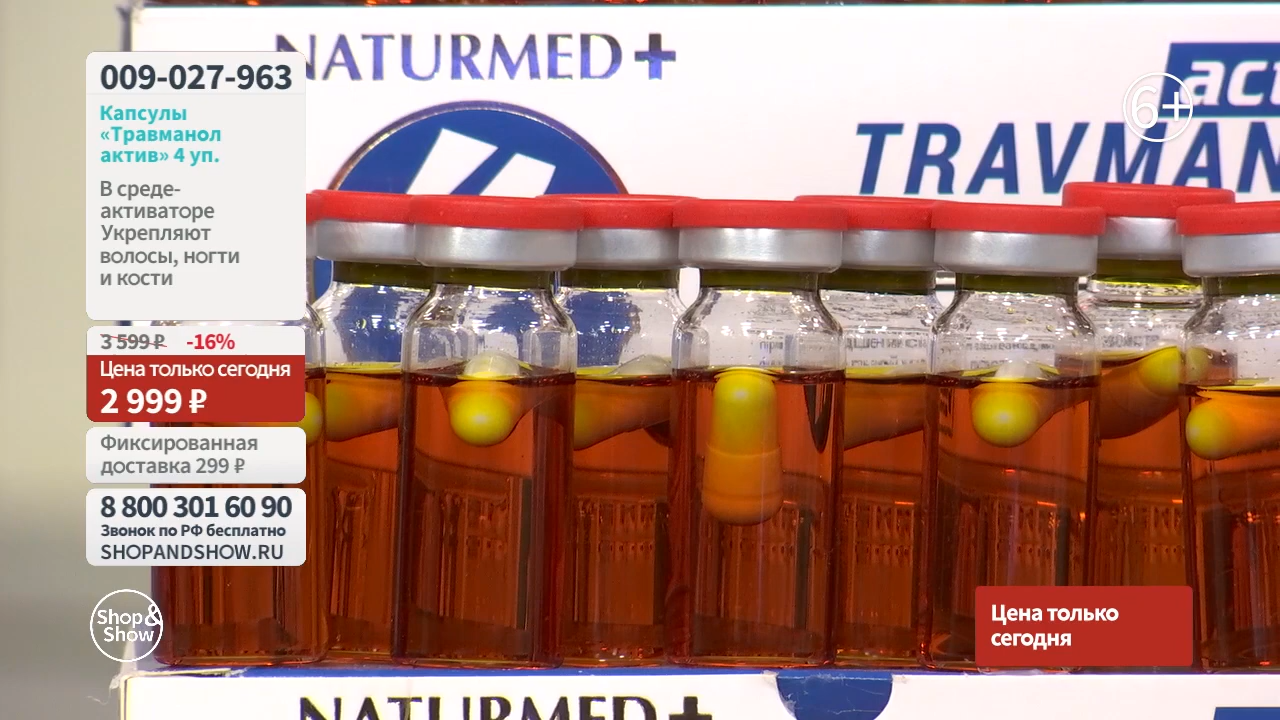 NATURMED+
009-027-963
Капсулы
«Травманол
актив» 4 уп.
В среде-
активаторе
Укрепляют
волосы, ногти
и кости
3 599 ₽ -16%
Цена только сегодня
2 999 ₽
Фиксированная
доставка 299 ₽
8 800 301 60 90
Звонок по РФ бесплатно
SHOPANDSHOW.RU
Shop&
Show
6+
Цена только
сегодня
NATURMED+